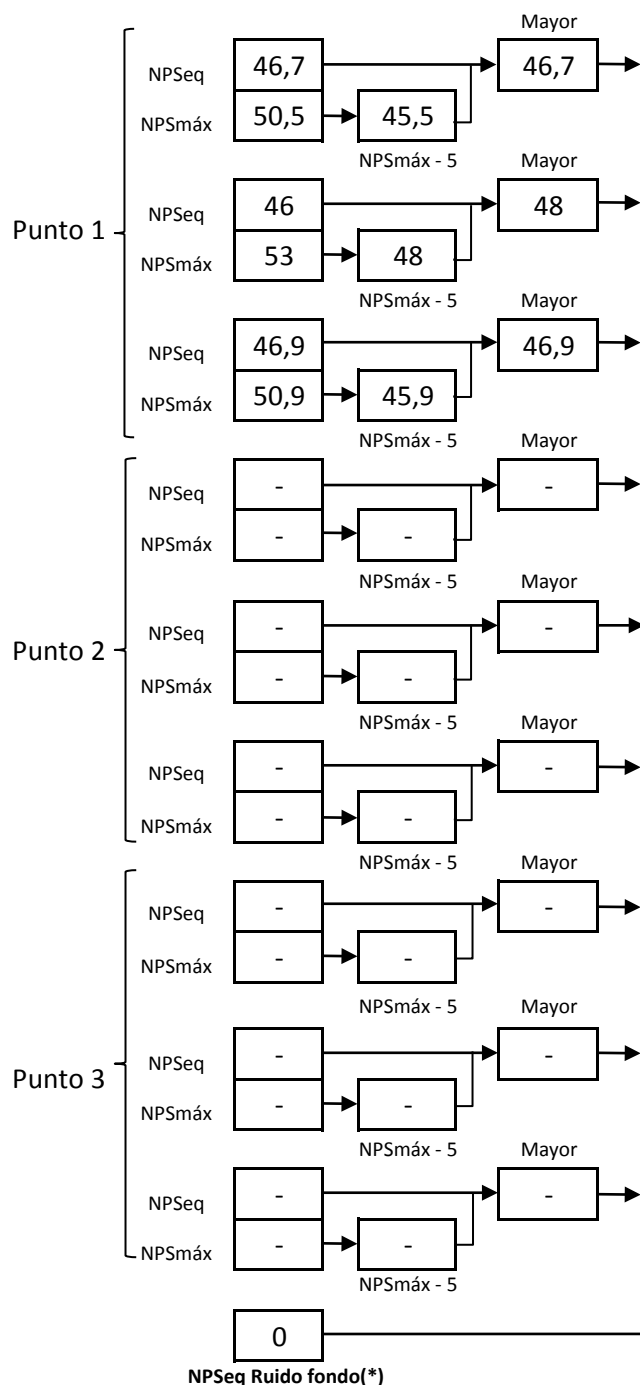 Mayor
NPSeq 46,7 46,7
NPSmáx 50,5 45,5
NPSmáx - 5 Mayor
Punto 1
NPSeq 46 48
NPSmáx 53 48
NPSmáx - 5 Mayor
NPSeq 46,9 46,9
NPSmáx 50,9 45,9
NPSmáx - 5 Mayor
NPSeq - -
NPSmáx - -
NPSmáx - 5 Mayor
Punto 2
NPSeq - -
NPSmáx - -
NPSmáx - 5 Mayor
NPSeq - -
NPSmáx - -
NPSmáx - 5 Mayor
NPSeq - -
NPSmáx - -
NPSmáx - 5 Mayor
Punto 3
NPSeq - -
NPSmáx - -
NPSmáx - 5 Mayor
NPSeq - -
NPSmáx - -
NPSmáx - 5
0
NPSeq Ruido fondo(*)